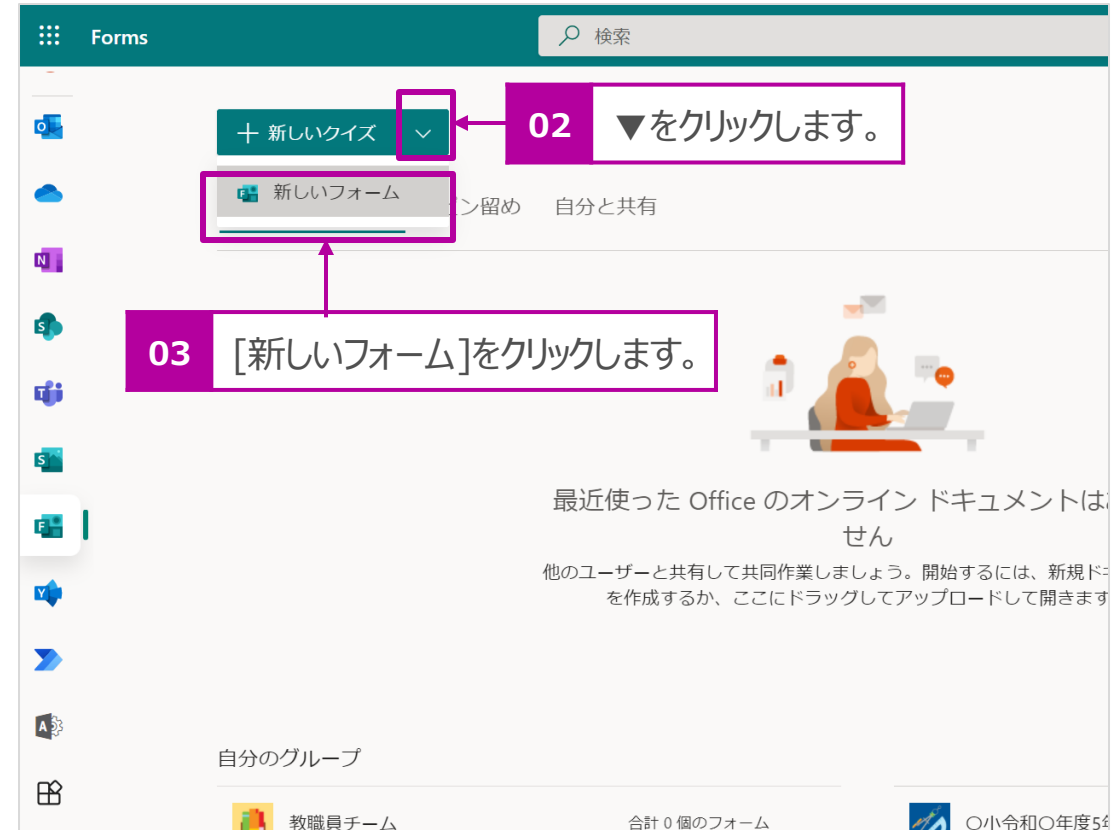 Forms
検索
新しいクイズ
02 ▼をクリックします。
新しいフォーム
ン留め 自分と共有
03 [新しいフォーム]をクリックします。
最近使った Office のオンライン ドキュメントは
せん
他のユーザーと共有して共同作業しましょう。開始するには、新規ド
を作成するか、ここにドラッグしてアップロードして開きます
自分のグループ
教職員チーム 合計 0 個のフォーム 〇小令和〇年度5